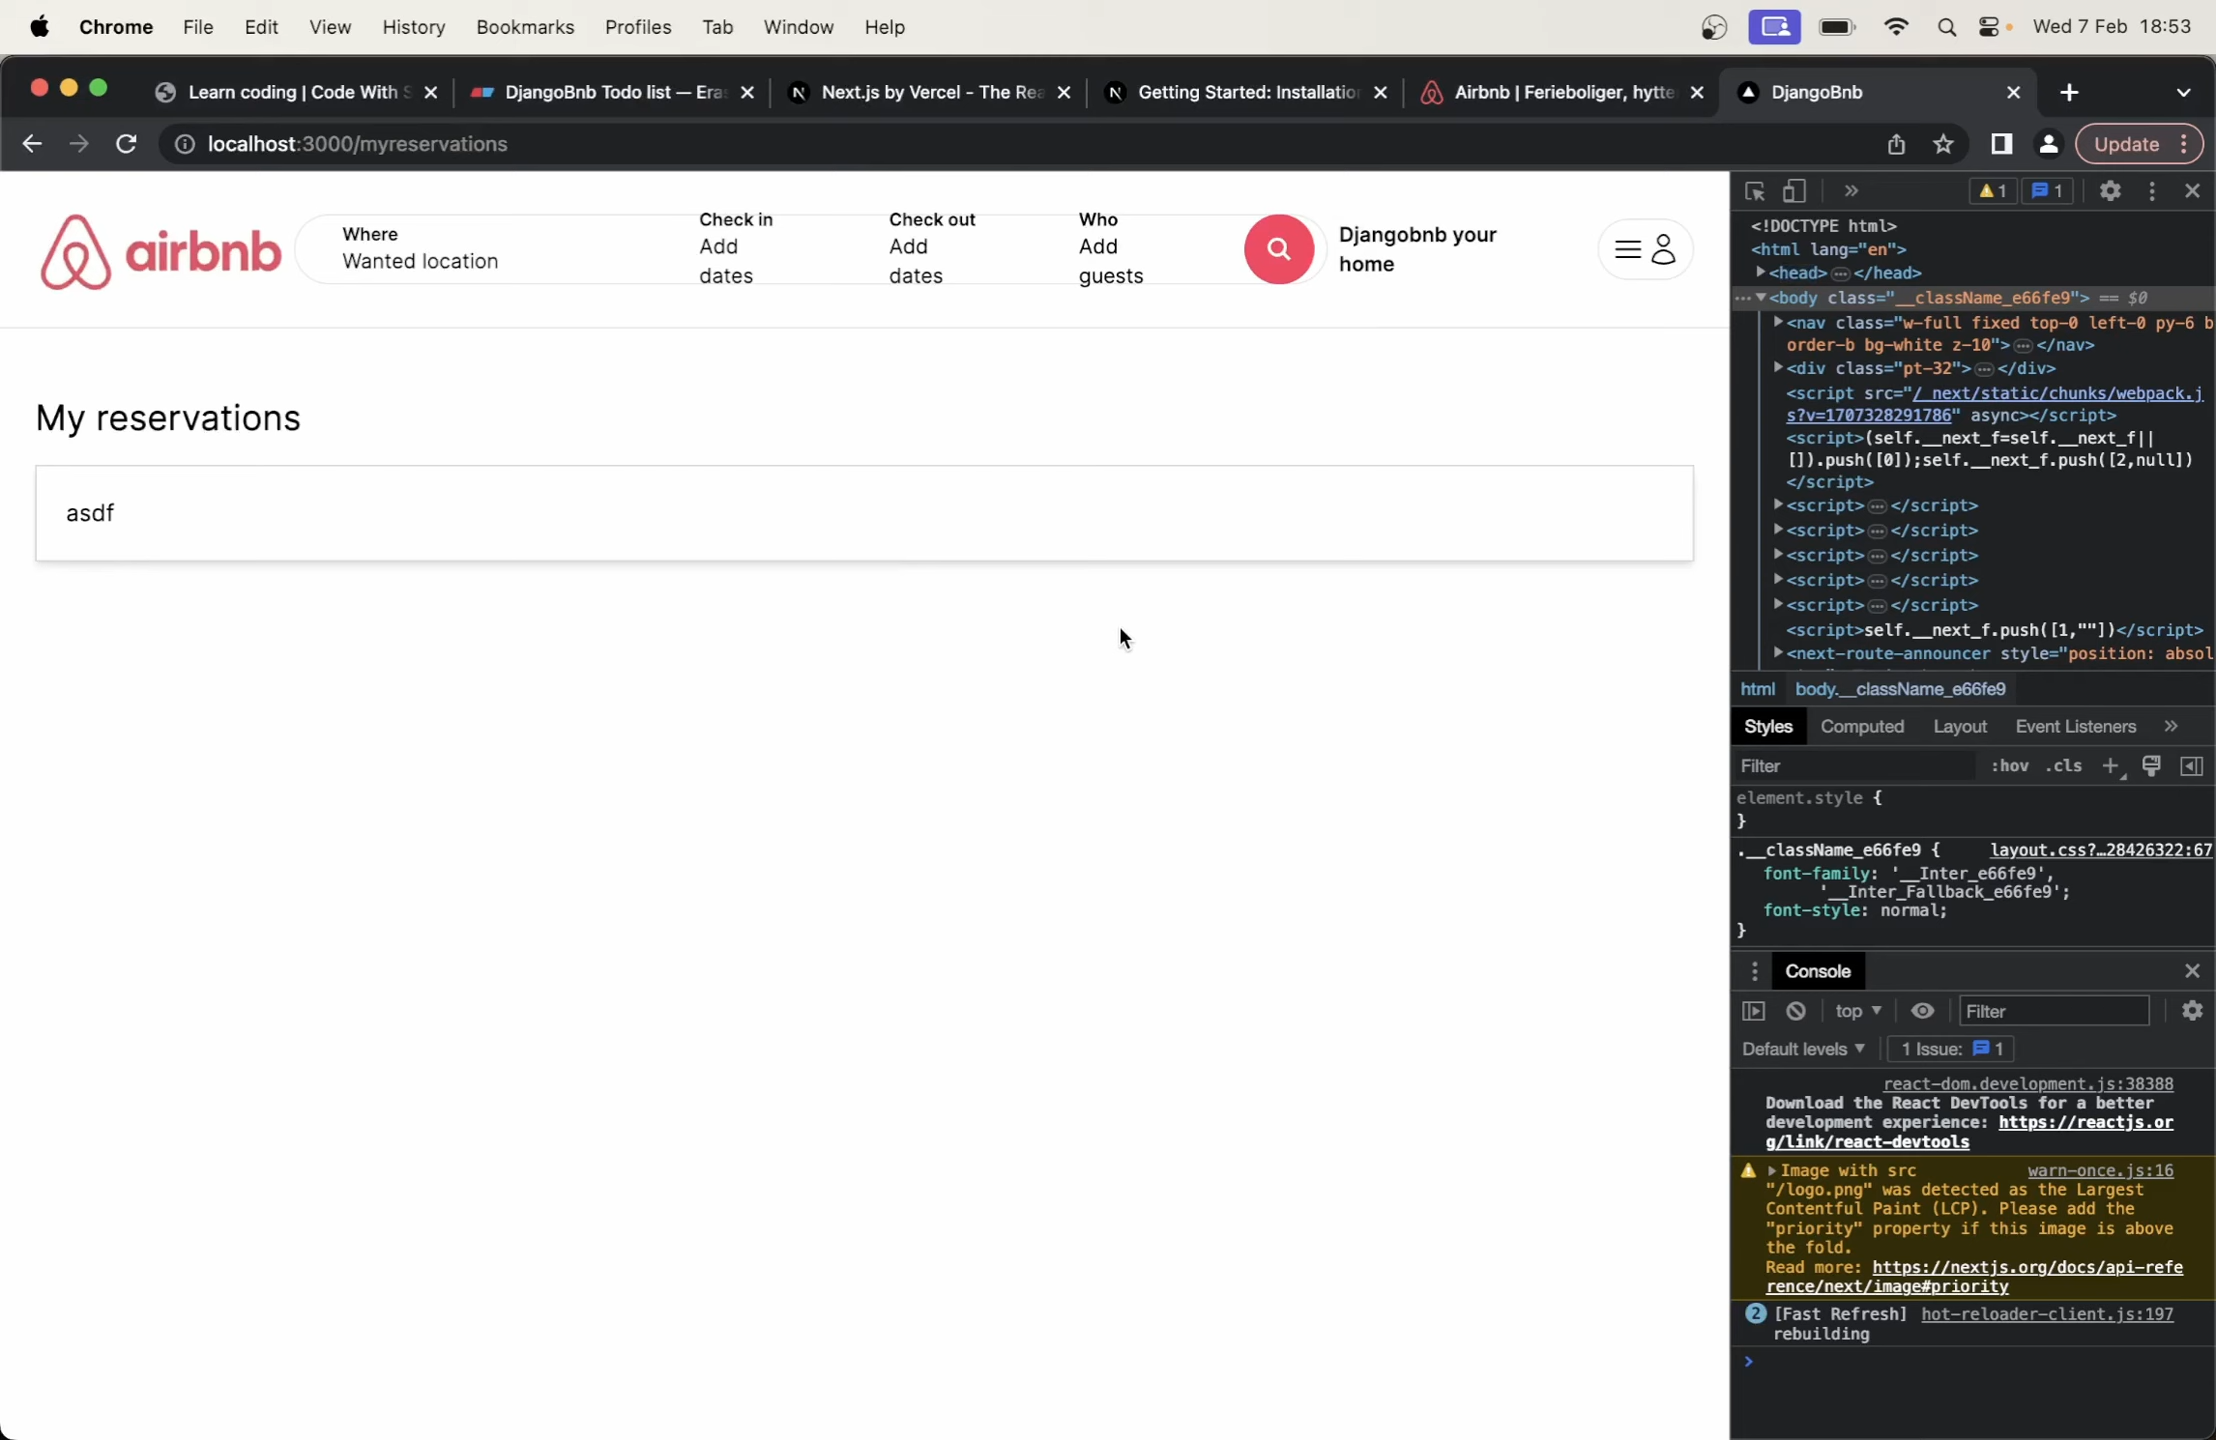 Chrome File Edit View History Bookmarks Profiles Tab Window Help Wed 7 Feb 18:53
Learn coding | Code With S DjangoBnb Todo list — Era Next.js by Vercel - The Rea Getting Started: Installation Airbnb | Ferieboliger, hytte DjangoBnb
localhost:3000/myreservations Update
airbnb
Where
Wanted location
Check in
Add
dates
Check out
Add
dates
Who
Add
guests
Djangobnb your
home
My reservations
asdf
1 1
<!DOCTYPE html>
<html lang="en">
<head> </head>
<body class="__className_e66fe9"> == $0
<nav class="w-full fixed top-0 left-0 py-6 b
order-b bg-white z-10"> </nav>
<div class="pt-32"> </div>
<script src="/_next/static/chunks/webpack.j
s?v=1707328291786" async></script>
<script>(self.__next_f=self.__next_f||
[]).push([0]);self.__next_f.push([2,null])
</script>
<script> </script>
<script> </script>
<script> </script>
<script> </script>
<script> </script>
<script>self.__next_f.push([1,""])</script>
<next-route-announcer style="position: absol
html body.__className_e66fe9
Styles Computed Layout Event Listeners
Filter :hov .cls
element.style {
}
.__className_e66fe9 { layout.css?…28426322:67
font-family: '__Inter_e66fe9',
'__Inter_Fallback_e66fe9';
font-style: normal;
}
Console
top Filter
Default levels 1 Issue: 1
react-dom.development.js:38388
Download the React DevTools for a better
development experience: https://reactjs.or
g/link/react-devtools
Image with src warn-once.js:16
"/logo.png" was detected as the Largest
Contentful Paint (LCP). Please add the
"priority" property if this image is above
the fold.
Read more: https://nextjs.org/docs/api-refe
rence/next/image#priority
2 [Fast Refresh] hot-reloader-client.js:197
rebuilding